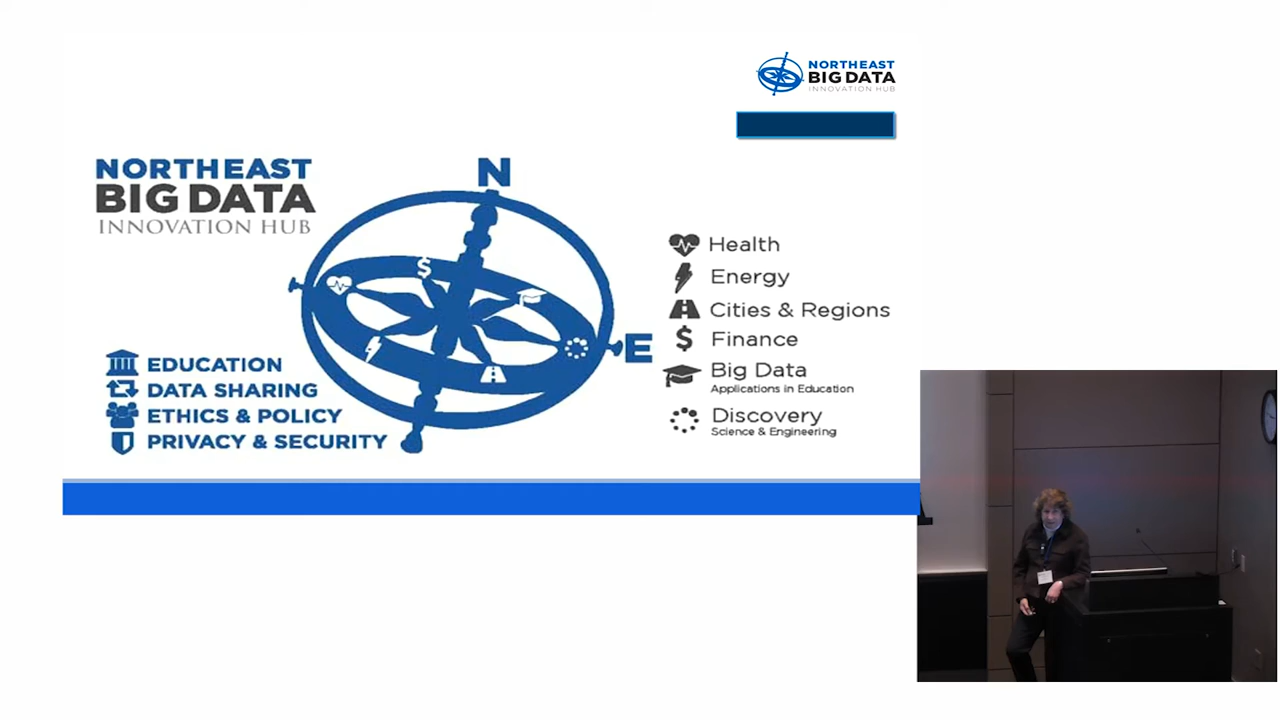 NORTHEAST
BIG DATA
INNOVATION HUB
NORTHEAST
BIG DATA
INNOVATION HUB
N
E
$
EDUCATION
DATA SHARING
ETHICS & POLICY
PRIVACY & SECURITY
Health
Energy
Cities & Regions
$ Finance
Big Data
Applications in Education
Discovery
Science & Engineering